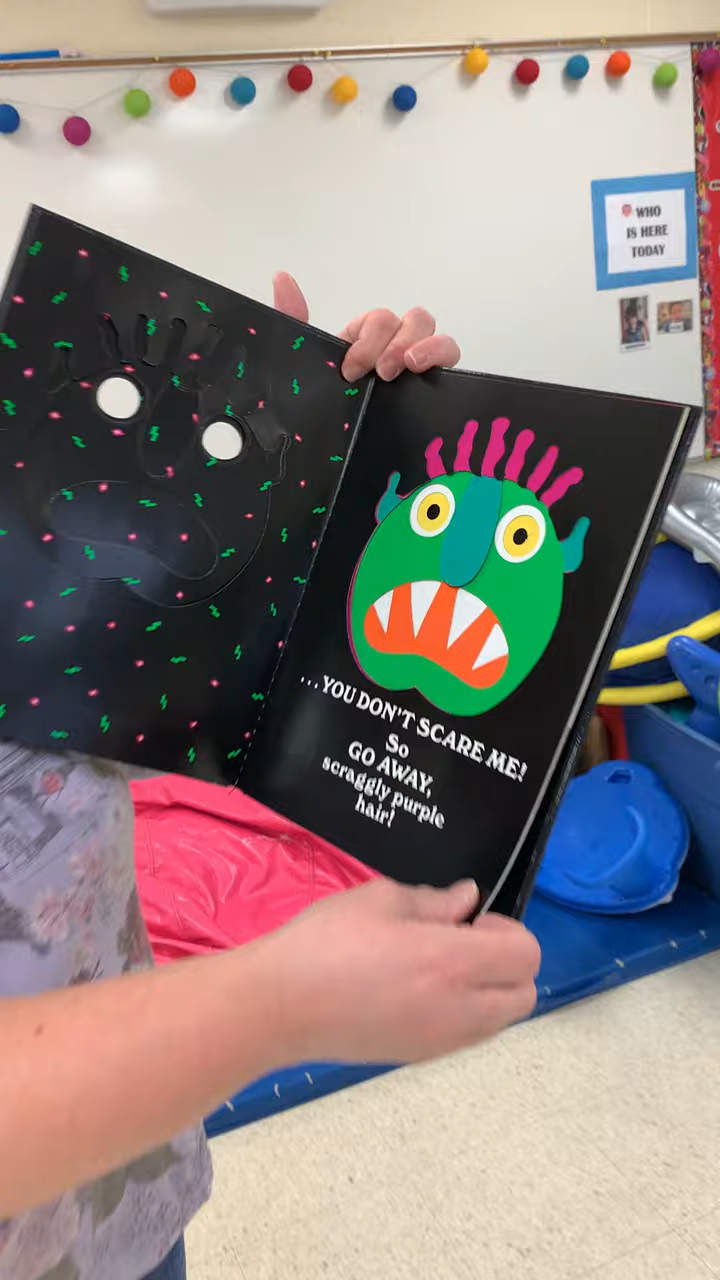 WHO
IS HERE
TODAY
...YOU DON'T SCARE ME!
So
GO AWAY,
scraggly purple
hair!